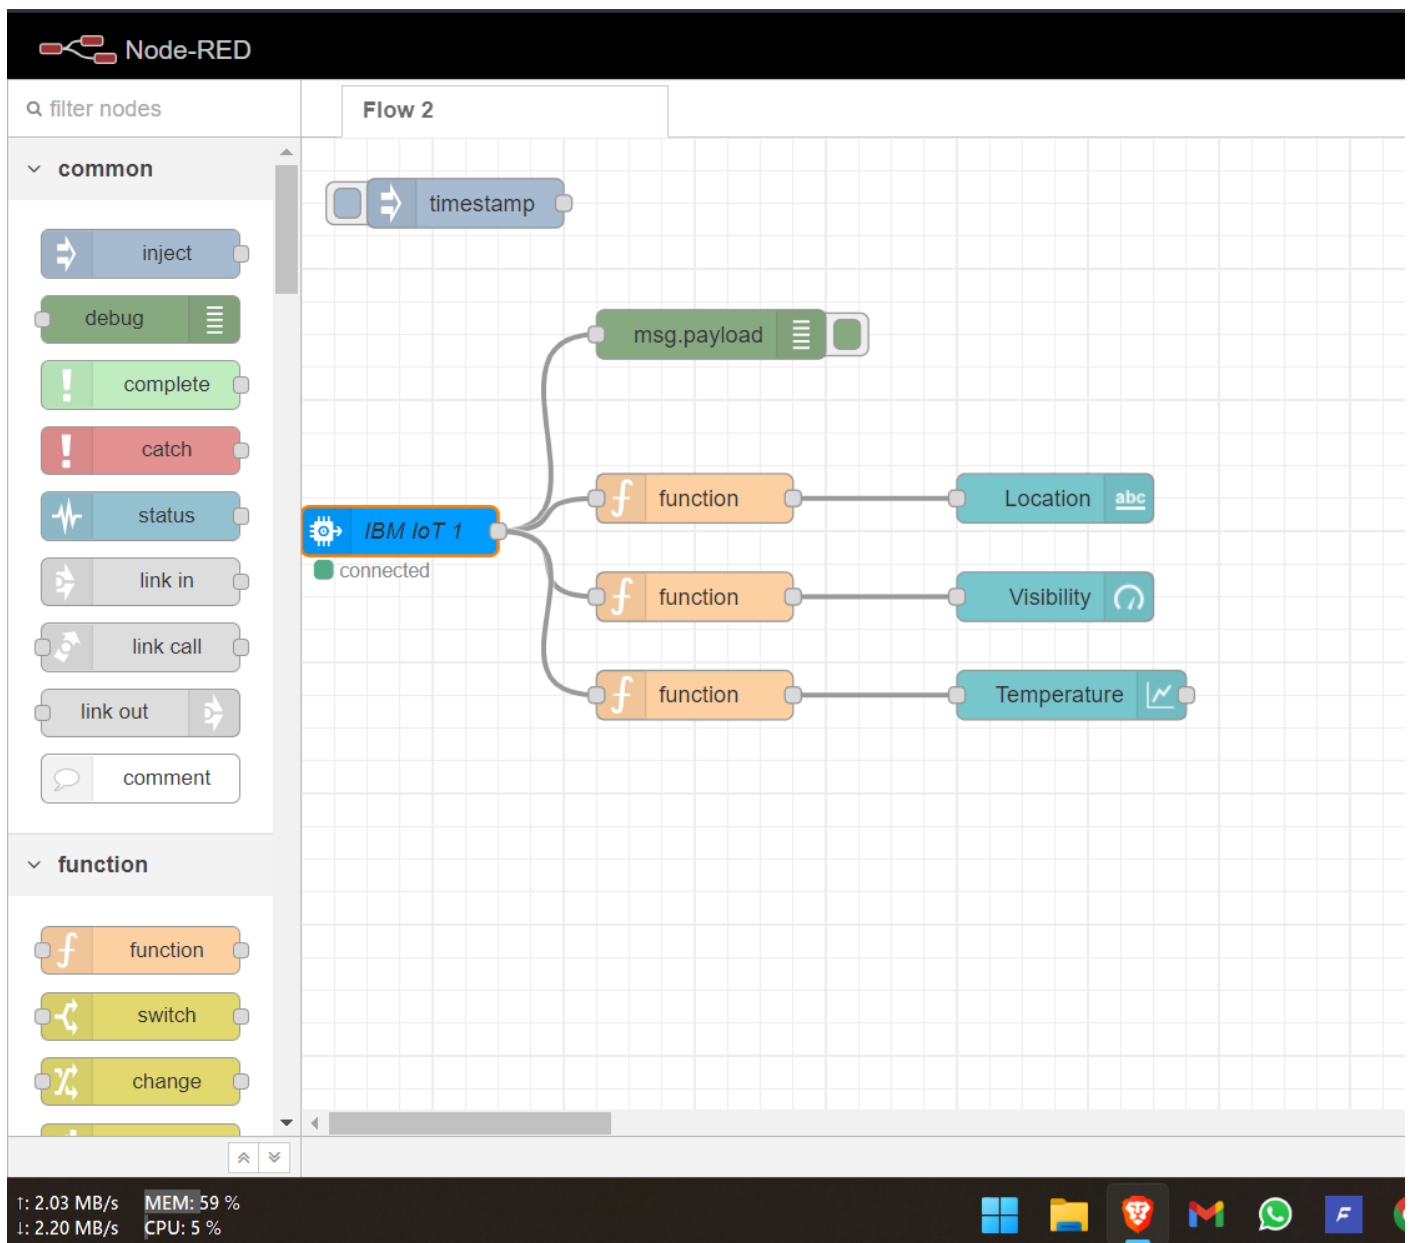 Node-RED
filter nodes
Flow 2
common
inject
debug
complete
catch
status
link in
link call
link out
comment
function
function
switch
change
timestamp
msg.payload
IBM IoT 1
connected
function
Location
abc
function
Visibility
function
Temperature
↑: 2.03 MB/s
↓: 2.20 MB/s
MEM: 59 %
CPU: 5 %
F